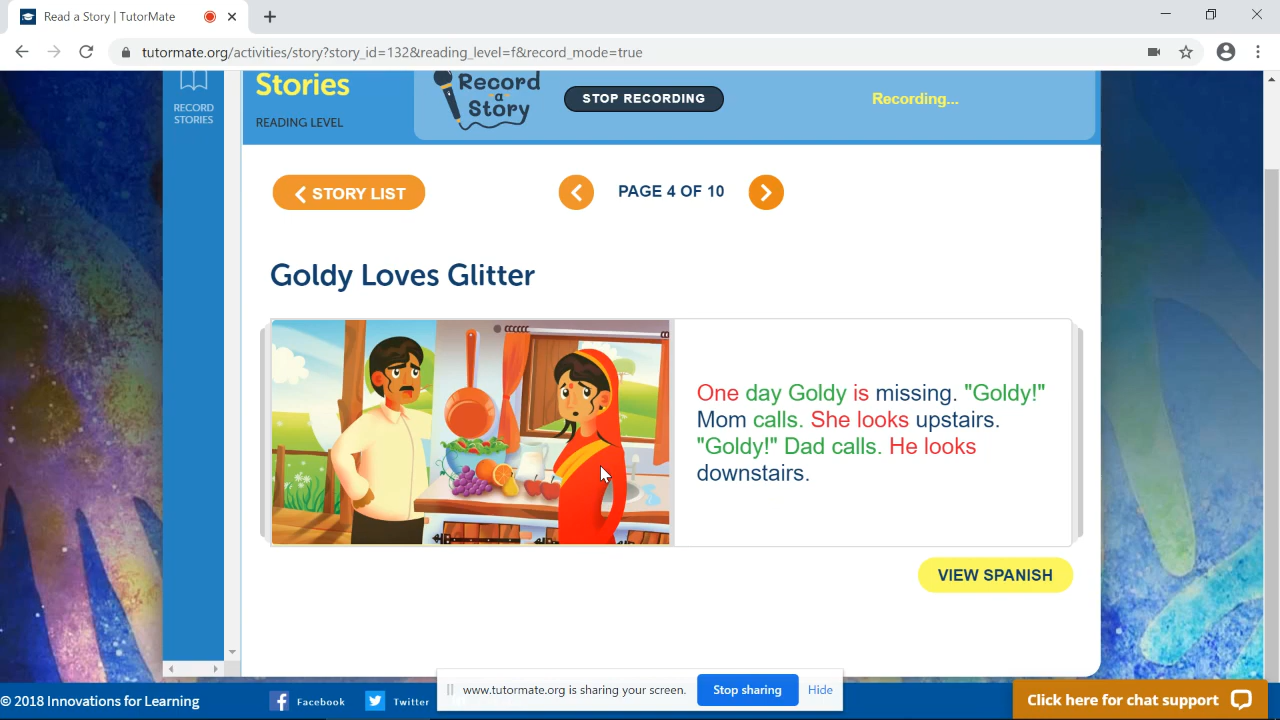 Read a Story | TutorMate
tutormate.org/activities/story?story_id=132&reading_level=f&record_mode=true
RECORD
STORIES
Stories
READING LEVEL
Record
a
Story
STOP RECORDING
Recording...
STORY LIST
PAGE 4 OF 10
Goldy Loves Glitter
One day Goldy is missing. "Goldy!"
Mom calls. She looks upstairs.
"Goldy!" Dad calls. He looks
downstairs.
VIEW SPANISH
© 2018 Innovations for Learning
Facebook
Twitter
www.tutormate.org is sharing your screen.
Stop sharing
Hide
Click here for chat support